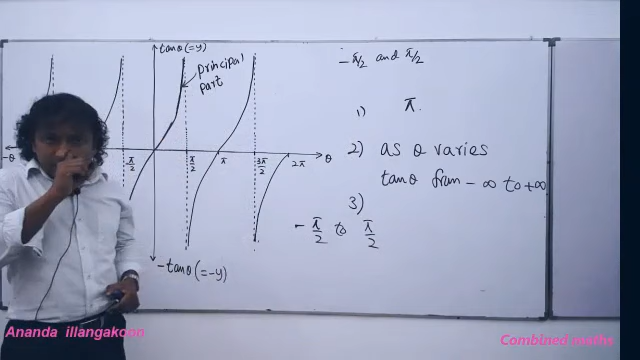 tanθ(=y)
principal
part
-θ
π/2
π/2
π
3π/2
2π
θ
-tanθ(=-y)
- π/2 and π/2
1) π.
2) as θ varies
tanθ from - ∞ to +∞
3)
- π/2 to π/2
Ananda illangakoon
Combined maths